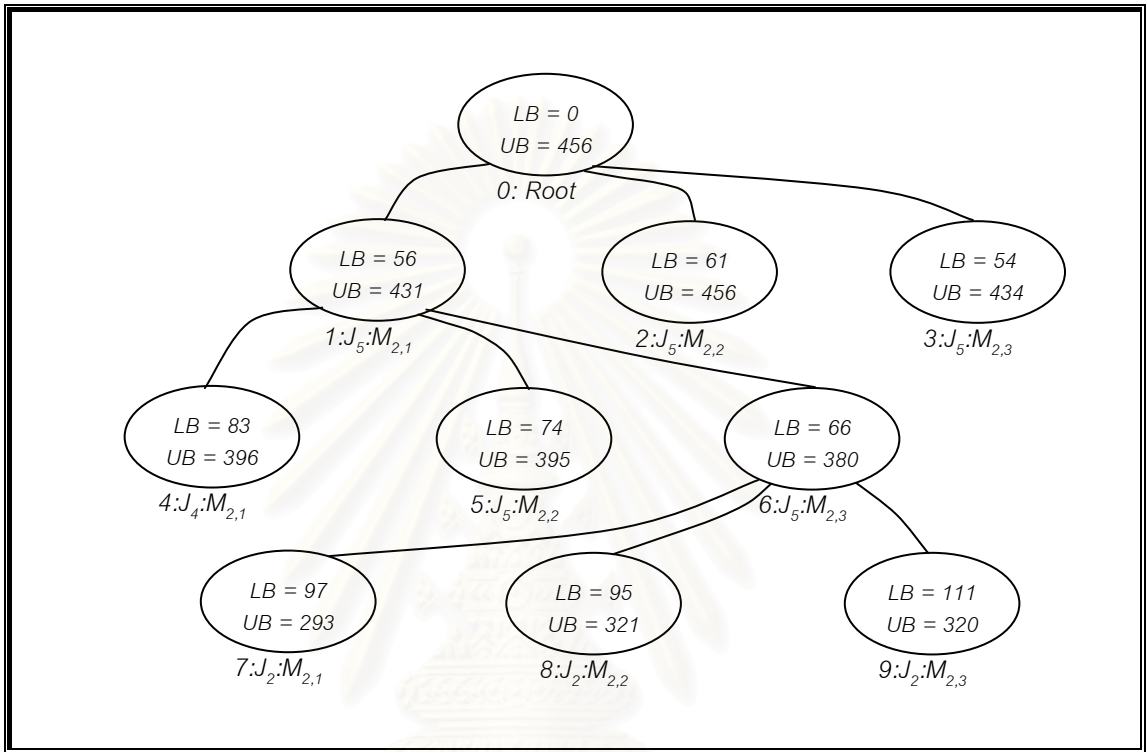 LB = 0
UB = 456
0: Root
LB = 56
UB = 431
1:J5:M2,1
LB = 61
UB = 456
2:J5:M2,2
LB = 54
UB = 434
3:J5:M2,3
LB = 83
UB = 396
4:J4:M2,1
LB = 74
UB = 395
5:J5:M2,2
LB = 66
UB = 380
6:J5:M2,3
LB = 97
UB = 293
7:J2:M2,1
LB = 95
UB = 321
8:J2:M2,2
LB = 111
UB = 320
9:J2:M2,3